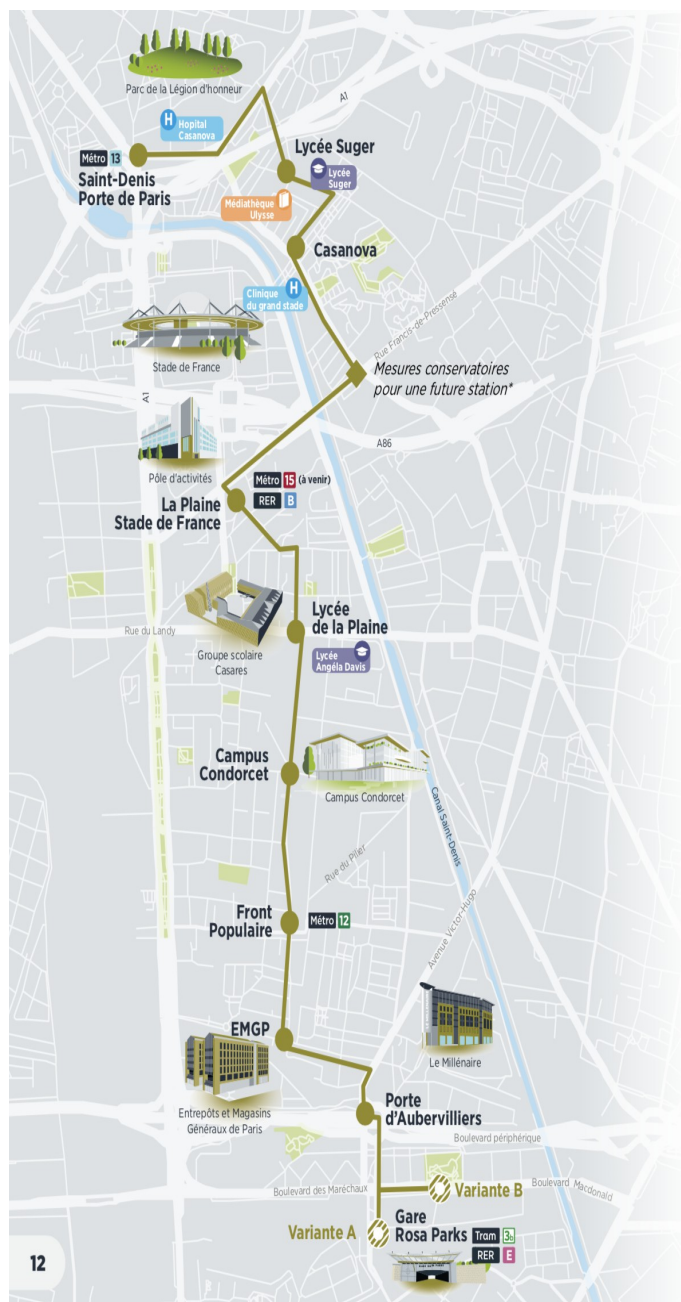 Parc de la Légion d'honneur
A1
H Hopital
Casanova
Métro 13
Saint-Denis
Porte de Paris
Lycée Suger
Lycée
Suger
Médiathèque
Ulysse
Casanova
Clinique H
du grand stade
Rue Francis-de-Pressensé
Stade de France
Mesures conservatoires
pour une future station*
A1
A86
Pôle d'activités
Métro 15 (à venir)
RER B
La Plaine
Stade de France
Lycée
de la Plaine
Rue du Landy
Groupe scolaire
Casares
Lycée
Angéla Davis
Campus
Condorcet
Campus Condorcet
Canal Saint-Denis
Rue du Pilier
Front
Populaire
Métro 12
Avenue Victor-Hugo
EMGP
Le Millénaire
Entrepôts et Magasins
Généraux de Paris
Porte
d'Aubervilliers
Boulevard périphérique
Boulevard des Maréchaux
Variante B
Boulevard Macdonald
Variante A
Gare
Rosa Parks
Tram 3b
RER E
12